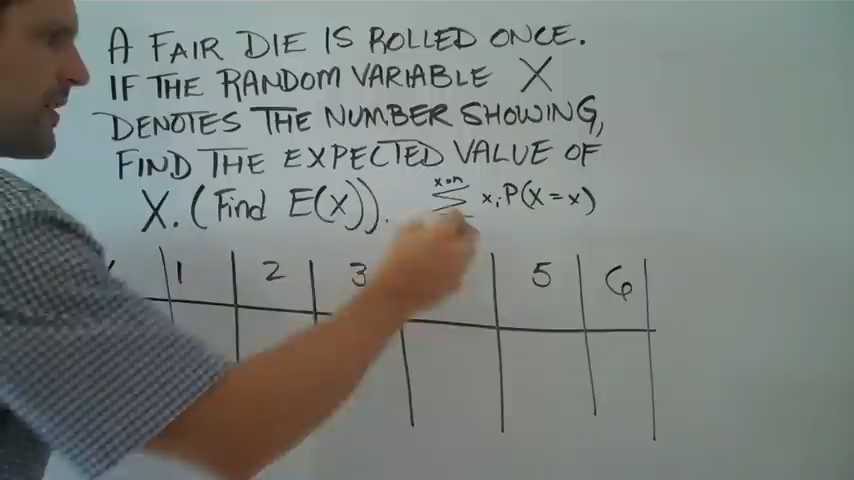 A FAIR DIE IS ROLLED ONCE.
IF THE RANDOM VARIABLE X
DENOTES THE NUMBER SHOWING,
FIND THE EXPECTED VALUE OF
X. (Find E(X)). x=n ∑ xᵢ P(X=x)
1 2 3 5 6